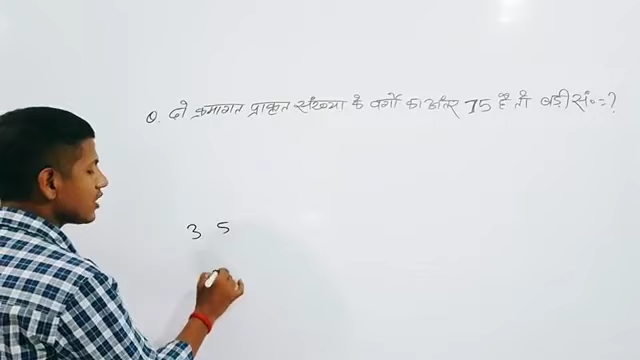 Q. दो क्रमागत प्राकृत संख्या के वर्गो का अंतर 75 है तो बड़ी सं० = ?
3 5